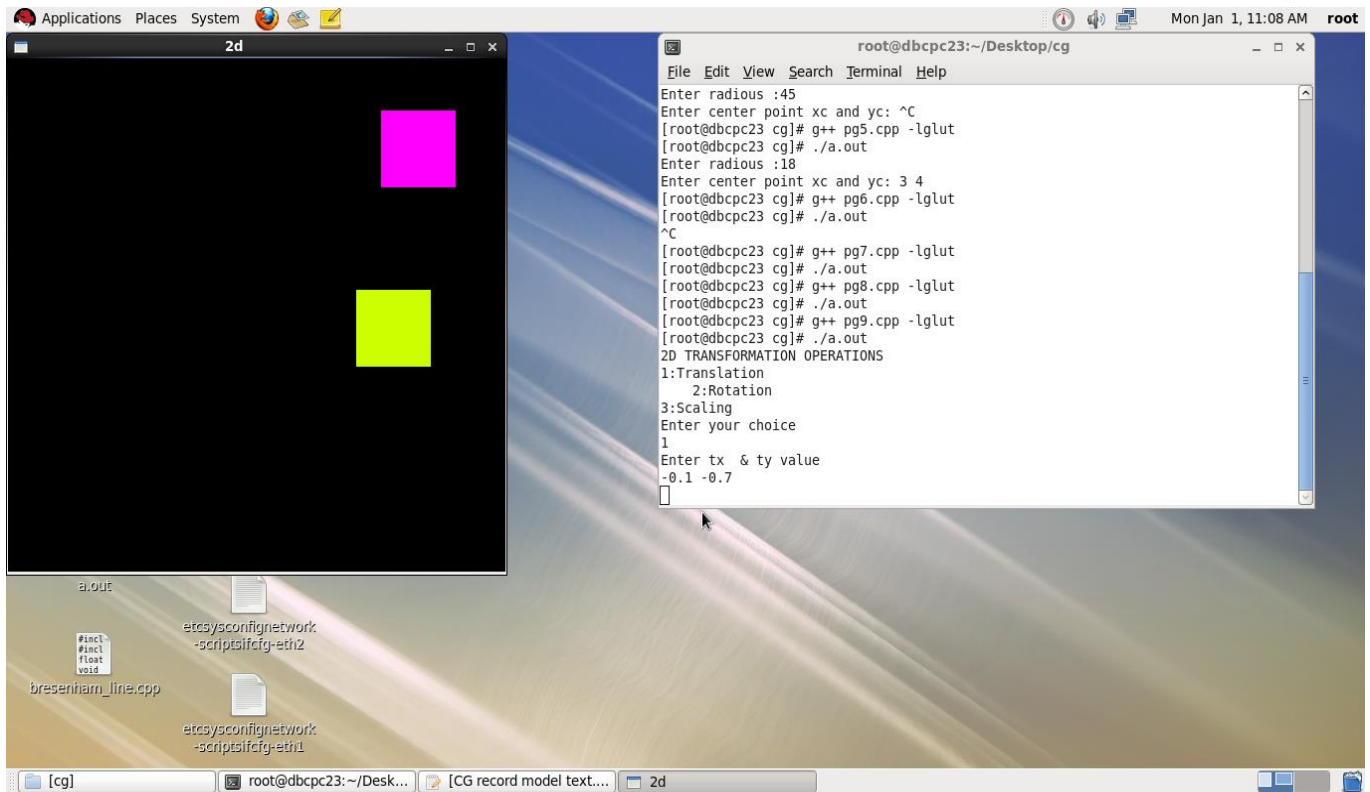 Applications Places System
Mon Jan 1, 11:08 AM root
2d
root@dbcpc23:~/Desktop/cg
File Edit View Search Terminal Help
Enter radious :45
Enter center point xc and yc: ^C
[root@dbcpc23 cg]# g++ pg5.cpp -lglut
[root@dbcpc23 cg]# ./a.out
Enter radious :18
Enter center point xc and yc: 3 4
[root@dbcpc23 cg]# g++ pg6.cpp -lglut
[root@dbcpc23 cg]# ./a.out
^C
[root@dbcpc23 cg]# g++ pg7.cpp -lglut
[root@dbcpc23 cg]# ./a.out
[root@dbcpc23 cg]# g++ pg8.cpp -lglut
[root@dbcpc23 cg]# ./a.out
[root@dbcpc23 cg]# g++ pg9.cpp -lglut
[root@dbcpc23 cg]# ./a.out
2D TRANSFORMATION OPERATIONS
1:Translation
2:Rotation
3:Scaling
Enter your choice
1
Enter tx & ty value
-0.1 -0.7
a.out
etcsysconfignetwork
-scriptsifcfg-eth2
#incl
#incl
float
void
bresenham_line.cpp
etcsysconfignetwork
-scriptsifcfg-eth1
[cg]
root@dbcpc23:~/Desk...
[CG record model text....
2d